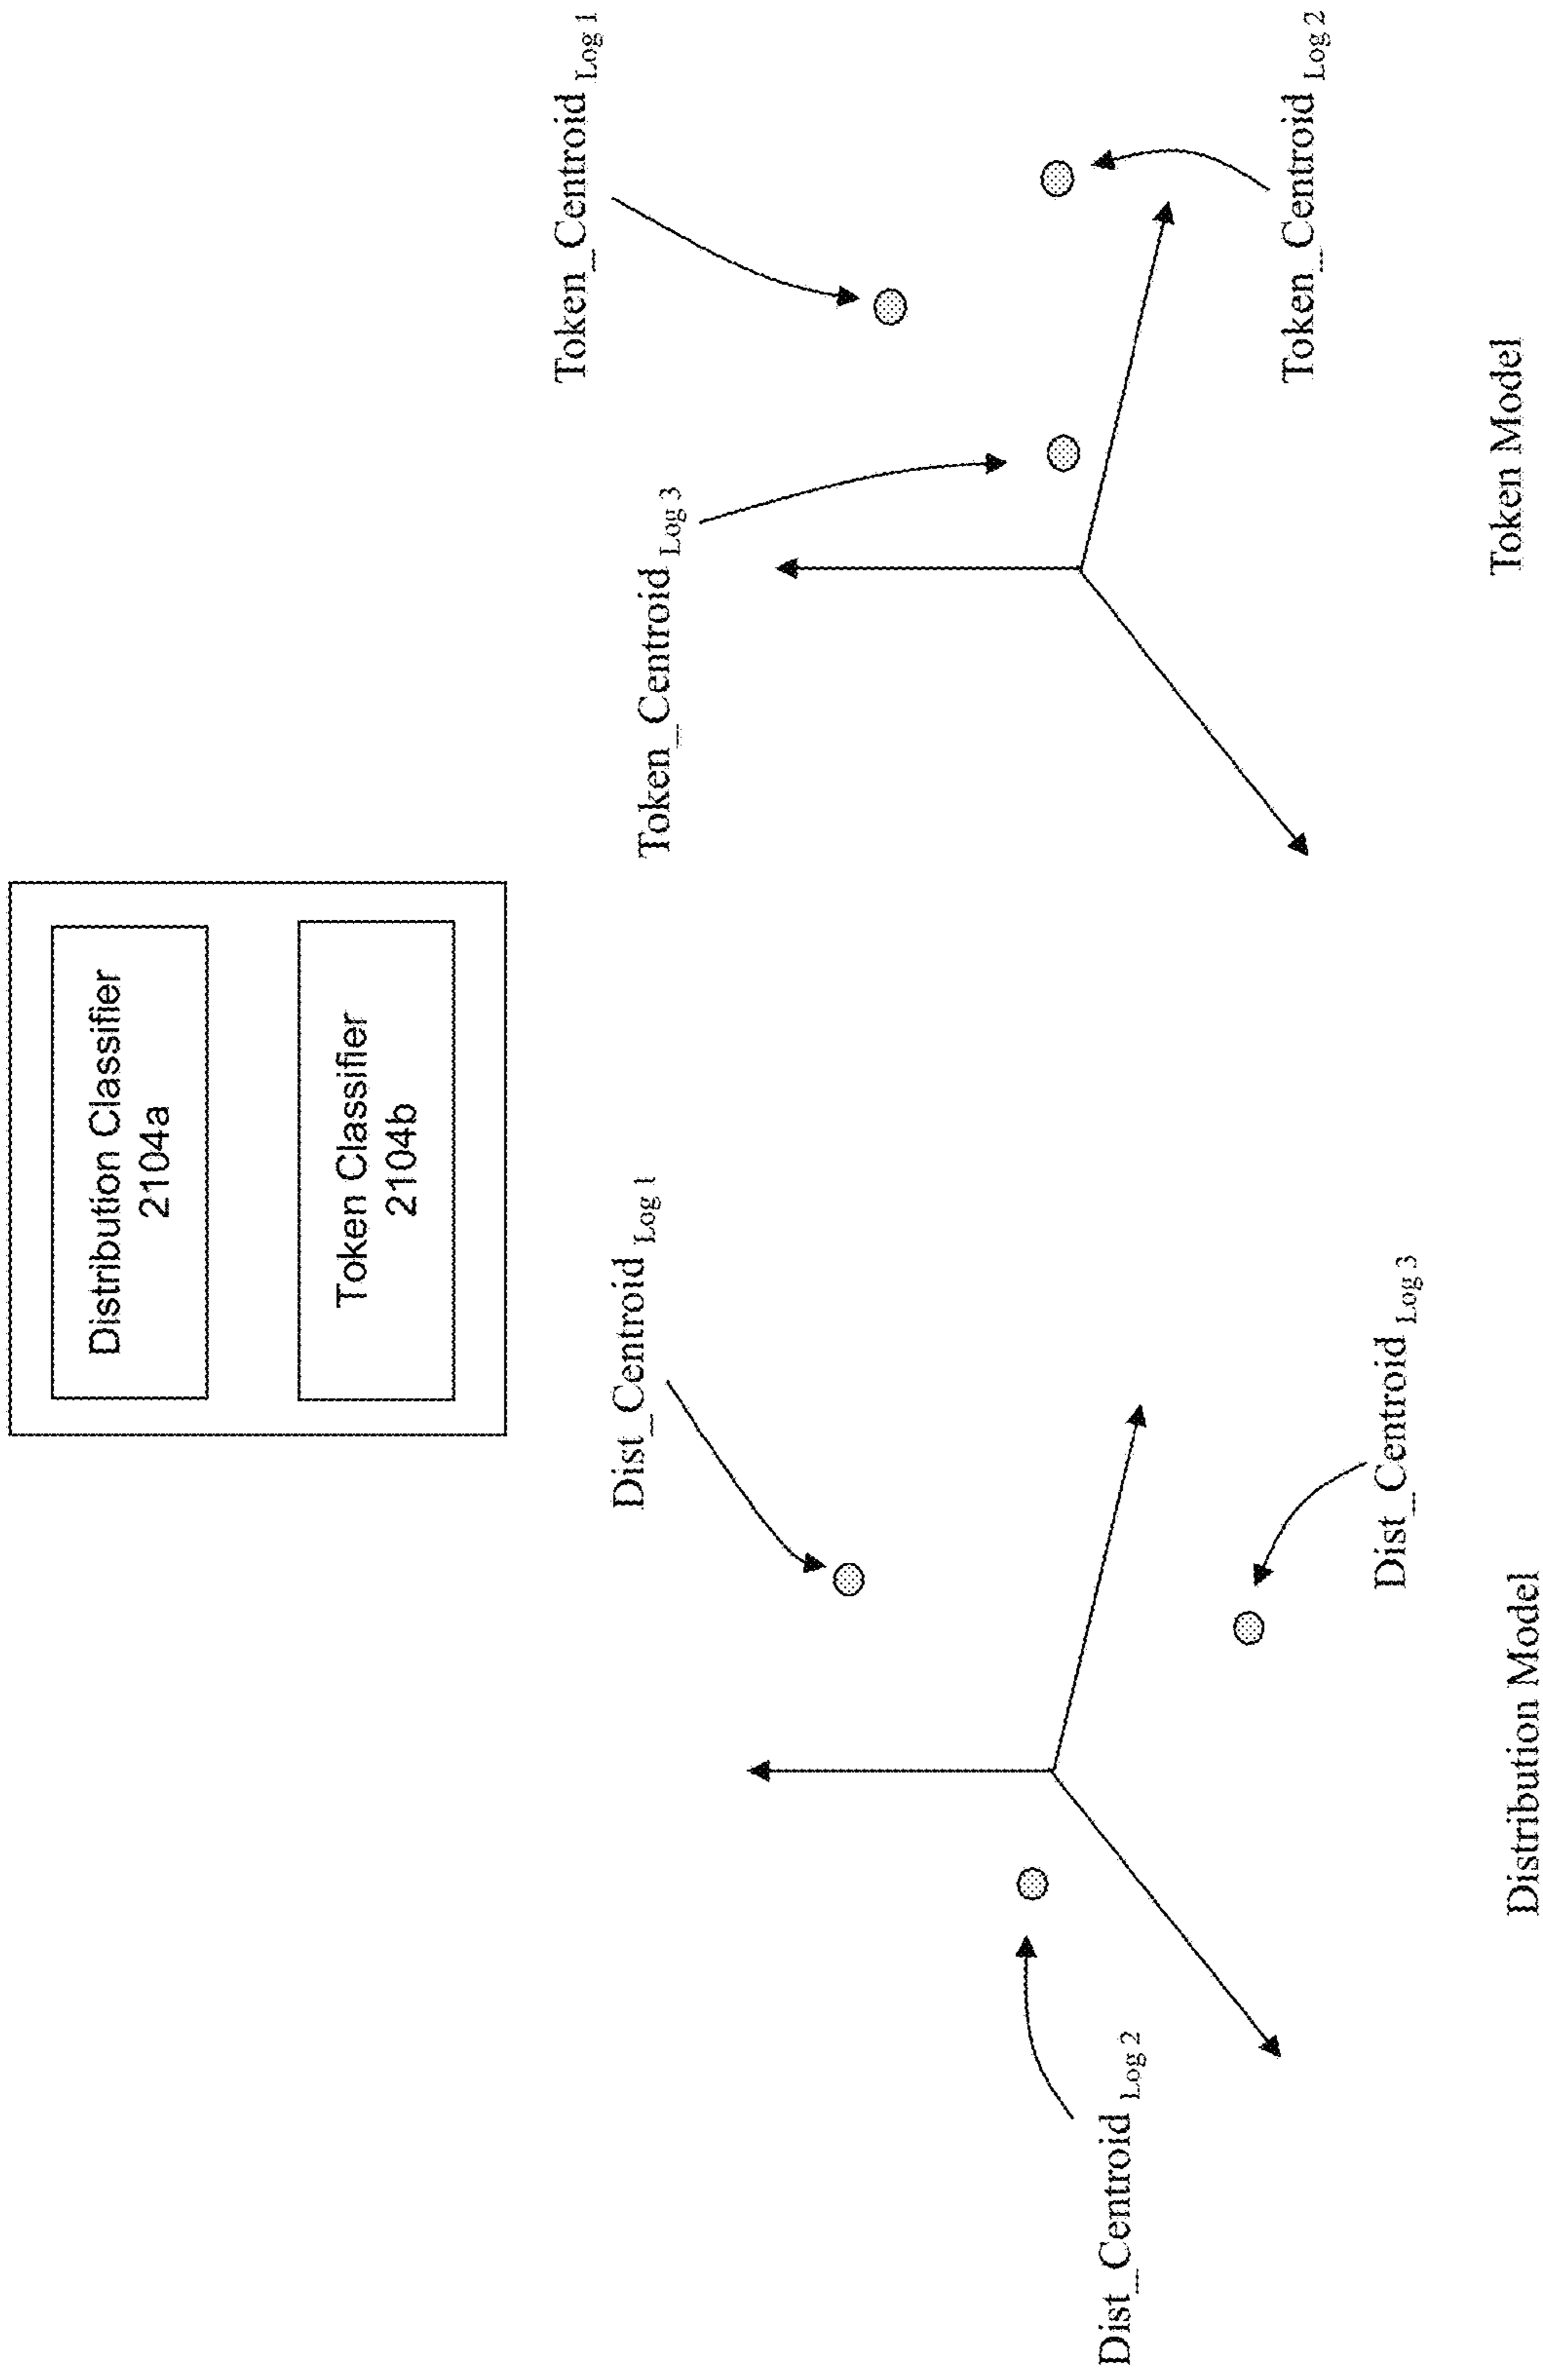 Distribution Classifier
2104a
Token Classifier
2104b
Dist_Centroid Log 1
Dist_Centroid Log 2
Dist_Centroid Log 3
Distribution Model
Token_Centroid Log 1
Token_Centroid Log 3
Token_Centroid Log 2
Token Model